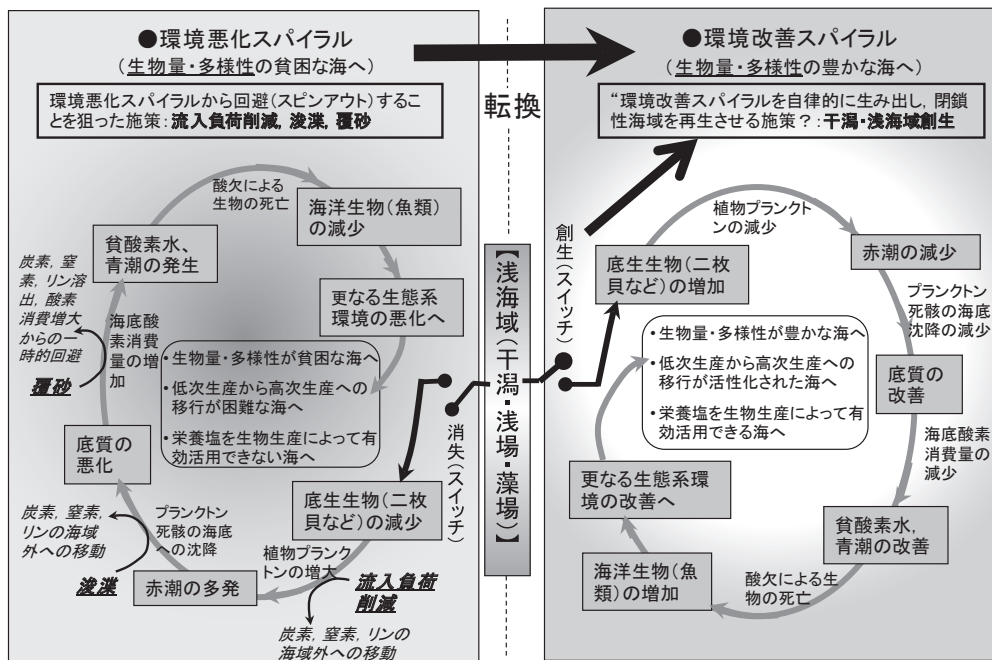 ●環境悪化スパイラル
(生物量・多様性の貧困な海へ)
環境悪化スパイラルから回避(スピンアウト)するこ
とを狙った施策:流入負荷削減, 浚渫, 覆砂
酸欠による
生物の死亡
海洋生物(魚類)
の減少
更なる生態系
環境の悪化へ
貧酸素水、
青潮の発生
炭素, 窒
素, リン溶
出, 酸素
消費増大
からの一
時的回避
覆砂
海底酸
素消費
量の増
加
・生物量・多様性が貧困な海へ
・低次生産から高次生産への
移行が困難な海へ
・栄養塩を生物生産によって有
効活用できない海へ
底質の
悪化
炭素, 窒素,
リンの海域
外への移動
浚渫
プランクトン
死骸の海底
への沈降
赤潮の多発
植物プランク
トンの増大
底生生物(二枚
貝など)の減少
流入負荷
削減
炭素, 窒素, リンの
海域外への移動
消失(スイッチ)
転換
【浅海域(干潟・浅場・藻場)】
創生(スイッチ)
●環境改善スパイラル
(生物量・多様性の豊かな海へ)
“環境改善スパイラルを自律的に生み出し, 閉鎖
性海域を再生させる施策?:干潟・浅海域創生
植物プランクト
ンの減少
底生生物(二枚
貝など)の増加
赤潮の減少
プランクトン
死骸の海底
沈降の減少
・生物量・多様性が豊かな海へ
・低次生産から高次生産への
移行が活性化された海へ
・栄養塩を生物生産によって有
効活用できる海へ
底質の
改善
海底酸素
消費量の
減少
更なる生態系環
境の改善へ
貧酸素水,
青潮の改善
酸欠による生
物の死亡
海洋生物(魚
類)の増加